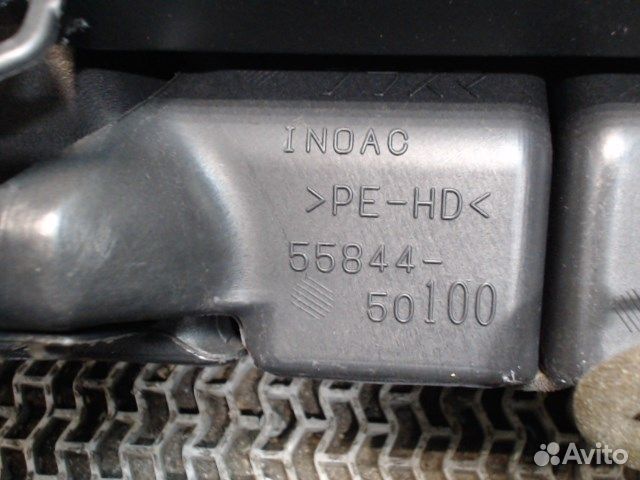 INOAC
>PE-HD<
55844-
50100
Avito